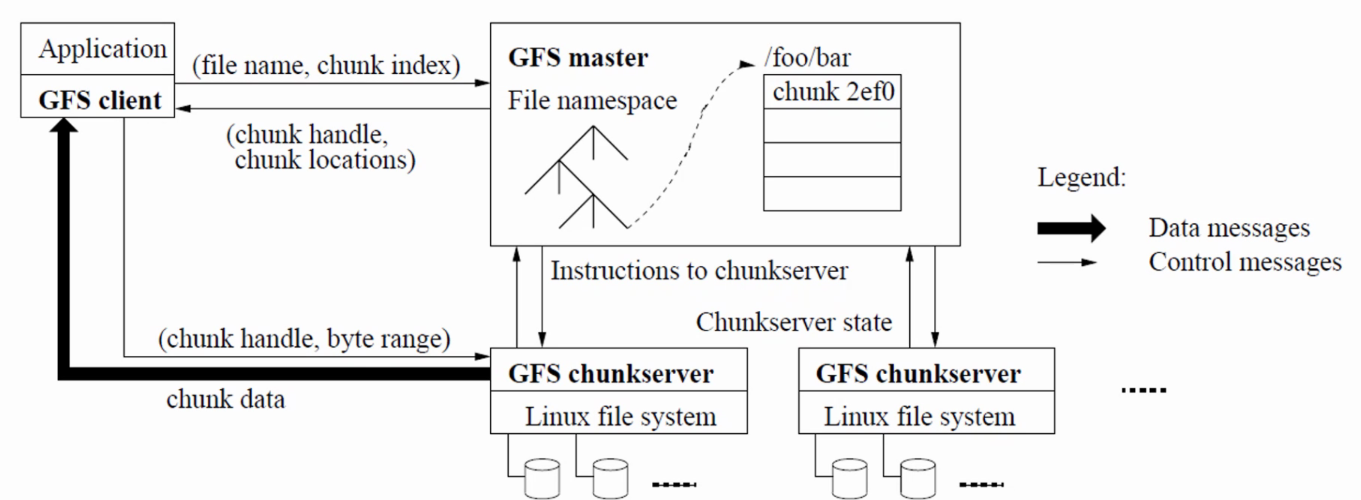 Application
GFS client
(file name, chunk index)
(chunk handle,
chunk locations)
GFS master
File namespace
/foo/bar
chunk 2ef0
Legend:
Data messages
Control messages
Instructions to chunkserver
Chunkserver state
(chunk handle, byte range)
chunk data
GFS chunkserver
Linux file system
GFS chunkserver
Linux file system